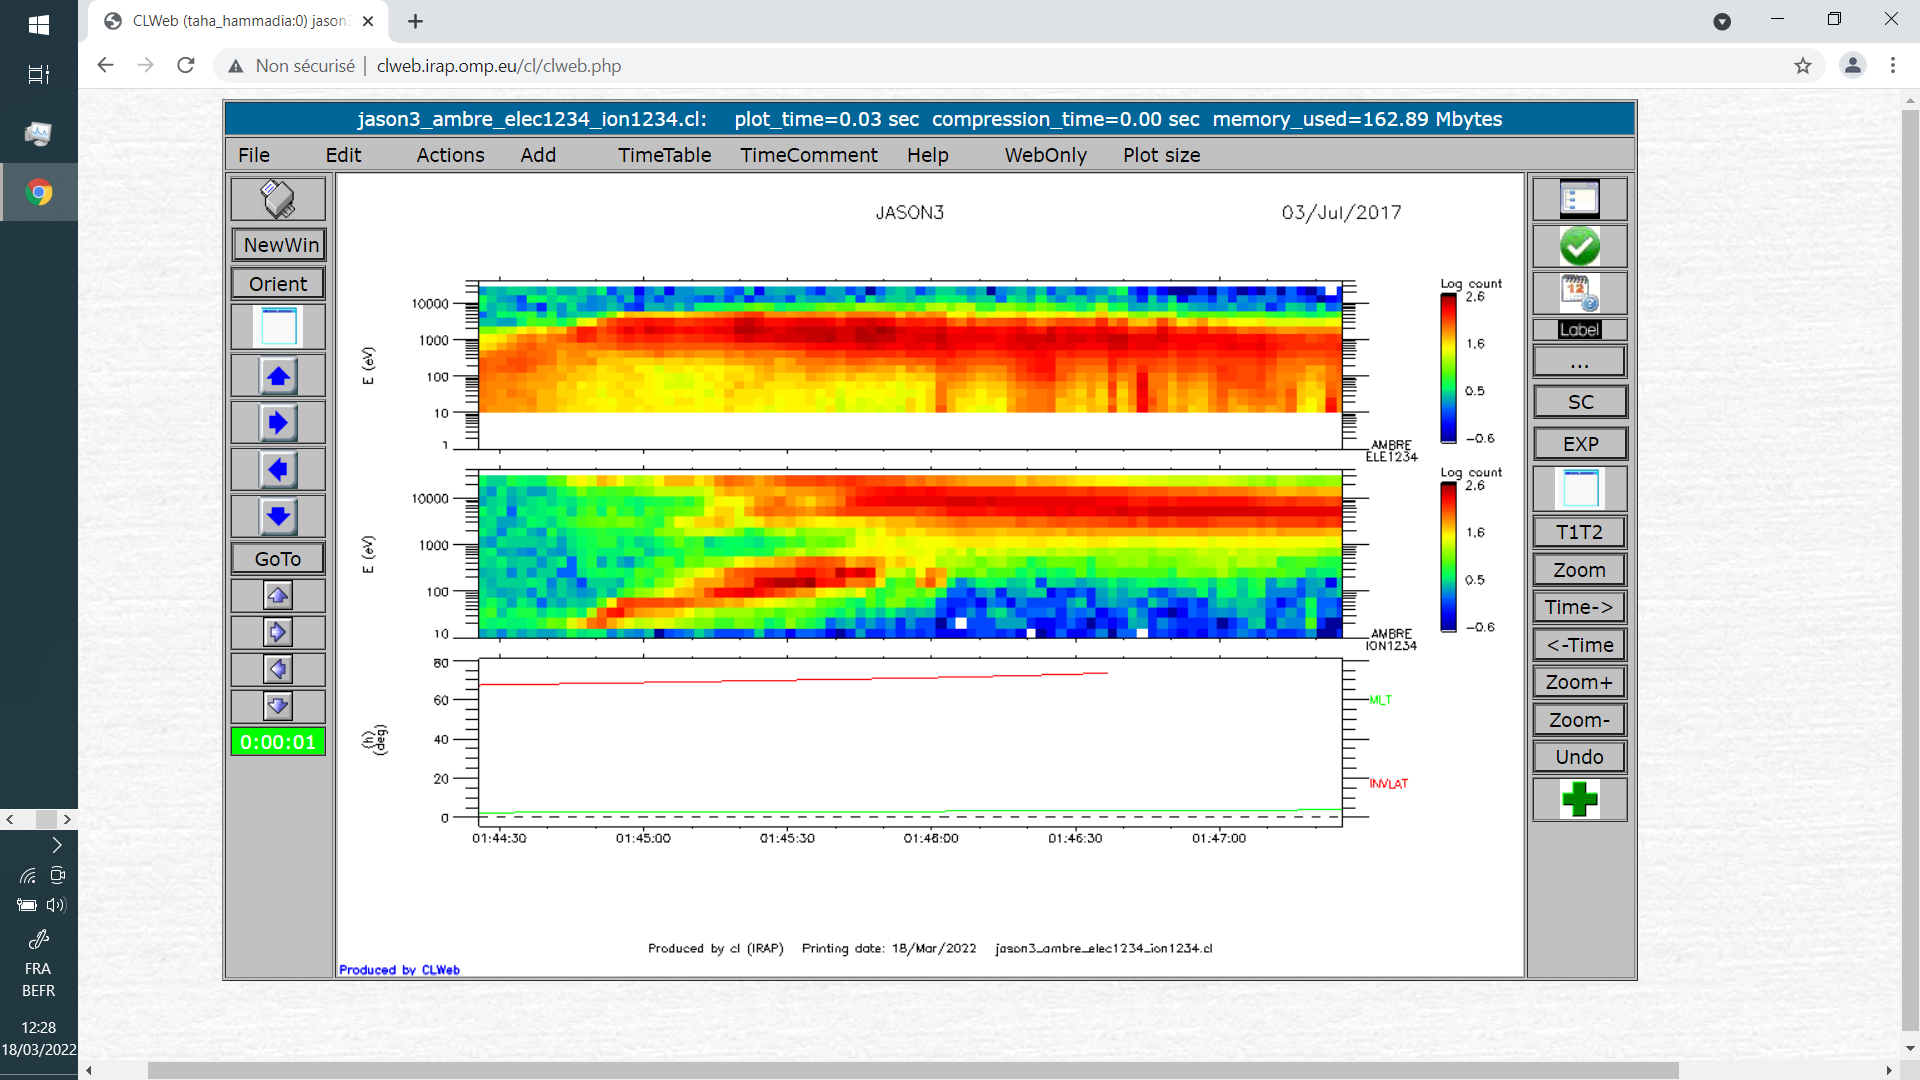 CLWeb (taha_hammadia:0) jason3
Non sécurisé | clweb.irap.omp.eu/cl/clweb.php
jason3_ambre_elec1234_ion1234.cl: plot_time=0.03 sec compression_time=0.00 sec memory_used=162.89 Mbytes
File Edit Actions Add TimeTable TimeComment Help WebOnly Plot size
NewWin
Orient
GoTo
0:00:01
JASON3 03/Jul/2017
E (eV)
10000
1000
100
10
1
Log count
2.6
1.6
0.5
-0.6
AMBRE
ELE1234
E (eV)
10000
1000
100
10
Log count
2.6
1.6
0.5
-0.6
AMBRE
ION1234
(h)
(deg)
80
60
40
20
0
MLT
INVLAT
01:44:30 01:45:00 01:45:30 01:46:00 01:46:30 01:47:00
Produced by cl (IRAP) Printing date: 18/Mar/2022 jason3_ambre_elec1234_ion1234.cl
Produced by CLWeb
12
Label
...
SC
EXP
T1T2
Zoom
Time->
<-Time
Zoom+
Zoom-
Undo
FRA
BEFR
12:28
18/03/2022